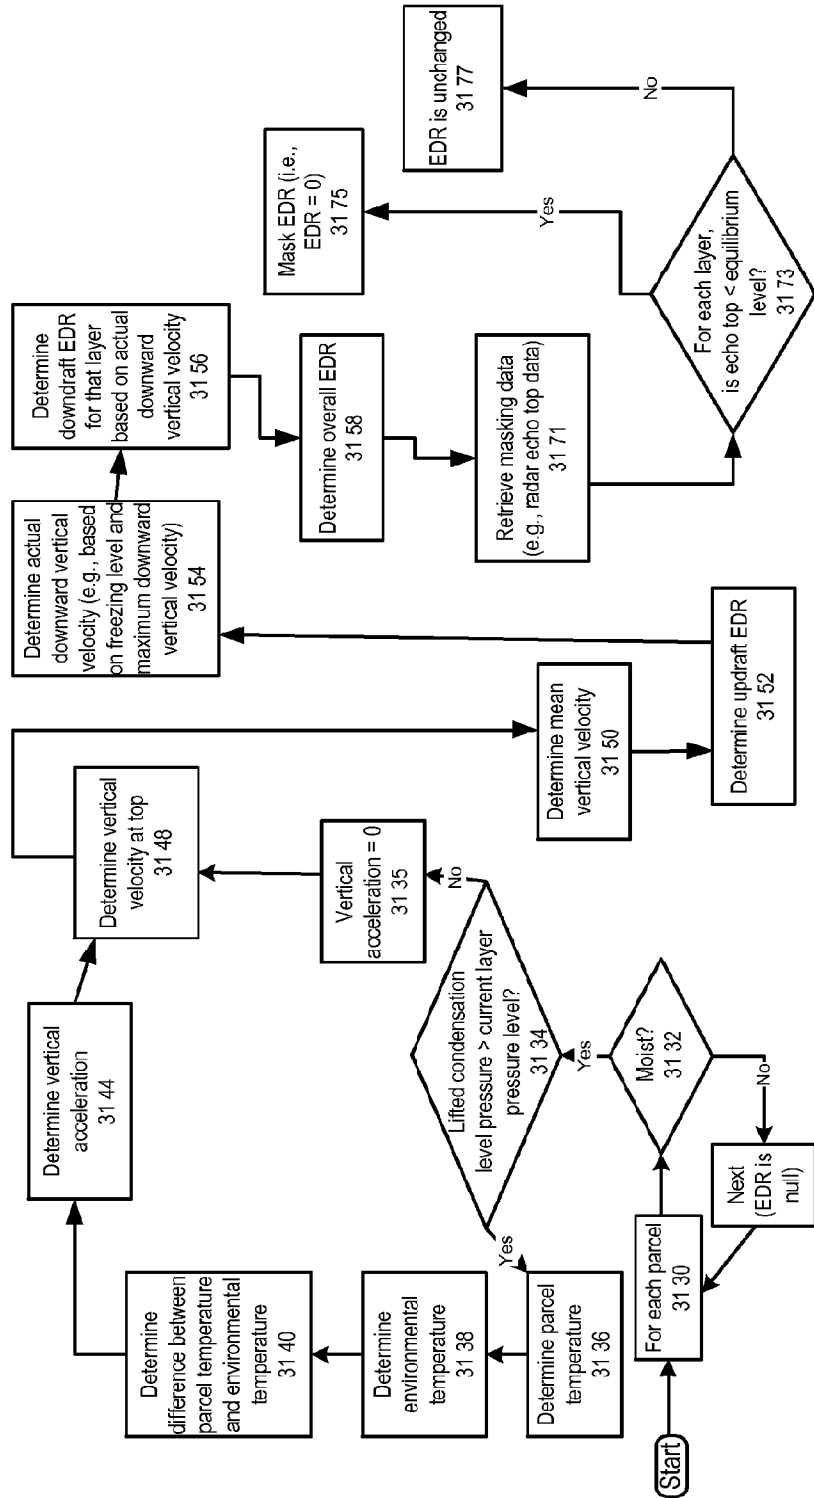 Start
For each parcel
31 30
Moist?
31 32
No
Next
(EDR is
null)
Yes
Lifted condensation
level pressure > current layer
pressure level?
31 34
No
Vertical
acceleration = 0
31 35
Yes
Determine parcel
temperature
31 36
Determine
environmental
temperature
31 38
Determine
difference between
parcel temperature
and environmental
temperature
31 40
Determine vertical
acceleration
31 44
Determine vertical
velocity at top
31 48
Determine mean
vertical velocity
31 50
Determine updraft EDR
31 52
Determine actual
downward vertical
velocity (e.g., based
on freezing level and
maximum downward
vertical velocity)
31 54
Determine
downdraft EDR
for that layer
based on actual
downward
vertical velocity
31 56
Determine overall EDR
31 58
Retrieve masking data
(e.g., radar echo top data)
31 71
For each layer,
is echo top < equilibrium
level?
31 73
Yes
Mask EDR (i.e.,
EDR = 0)
31 75
No
EDR is unchanged
31 77